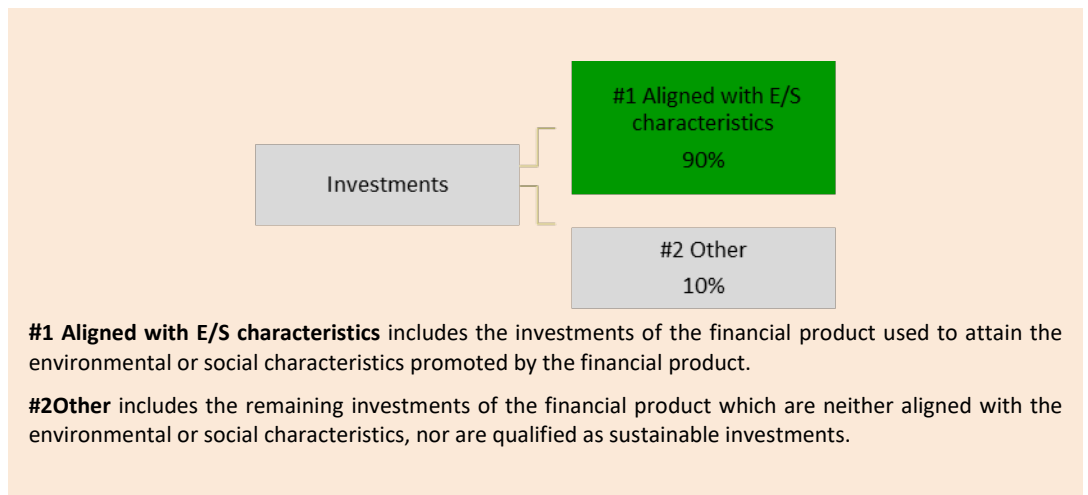 #1 Aligned with E/S
characteristics
90%
Investments
#2 Other
10%
#1 Aligned with E/S characteristics includes the investments of the financial product used to attain the
environmental or social characteristics promoted by the financial product.
#2Other includes the remaining investments of the financial product which are neither aligned with the
environmental or social characteristics, nor are qualified as sustainable investments.